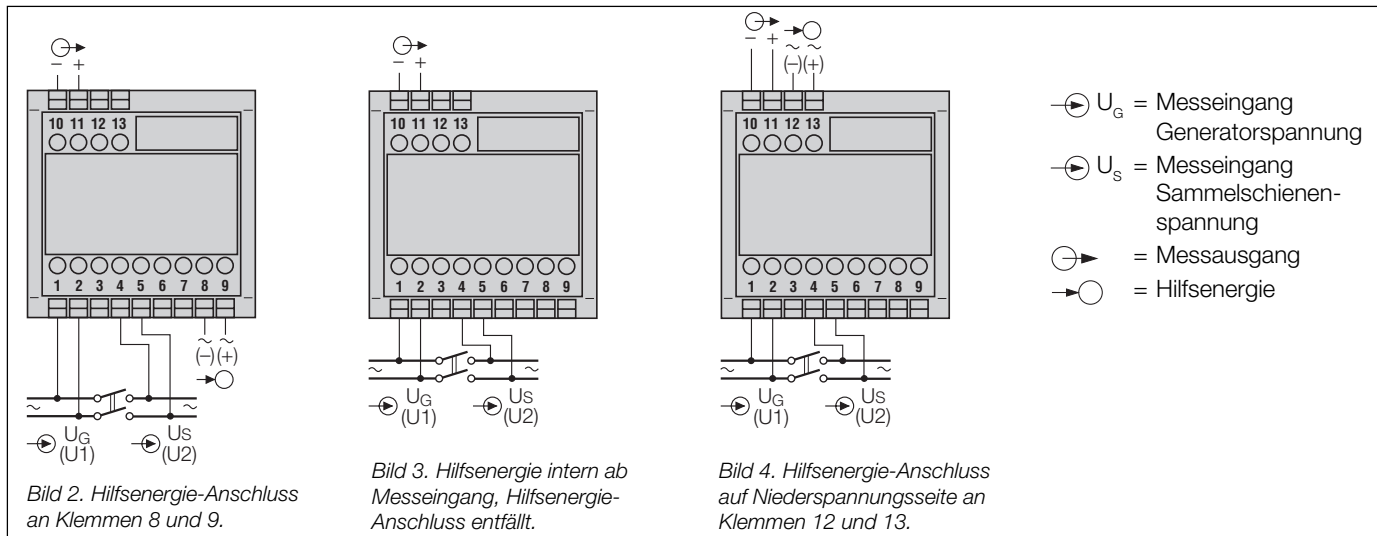 – +
10 11 12 13
1 2 3 4 5 6 7 8 9
~ ~
(–) (+)
~ ~
UG US
(U1) (U2)
Bild 2. Hilfsenergie-Anschluss
an Klemmen 8 und 9.
– +
10 11 12 13
1 2 3 4 5 6 7 8 9
~ ~
UG US
(U1) (U2)
Bild 3. Hilfsenergie intern ab
Messeingang, Hilfsenergie-
Anschluss entfällt.
– + ~ ~
(–) (+)
10 11 12 13
1 2 3 4 5 6 7 8 9
~ ~
UG US
(U1) (U2)
Bild 4. Hilfsenergie-Anschluss
auf Niederspannungsseite an
Klemmen 12 und 13.
UG = Messeingang
Generatorspannung
US = Messeingang
Sammelschienen-
spannung
= Messausgang
= Hilfsenergie